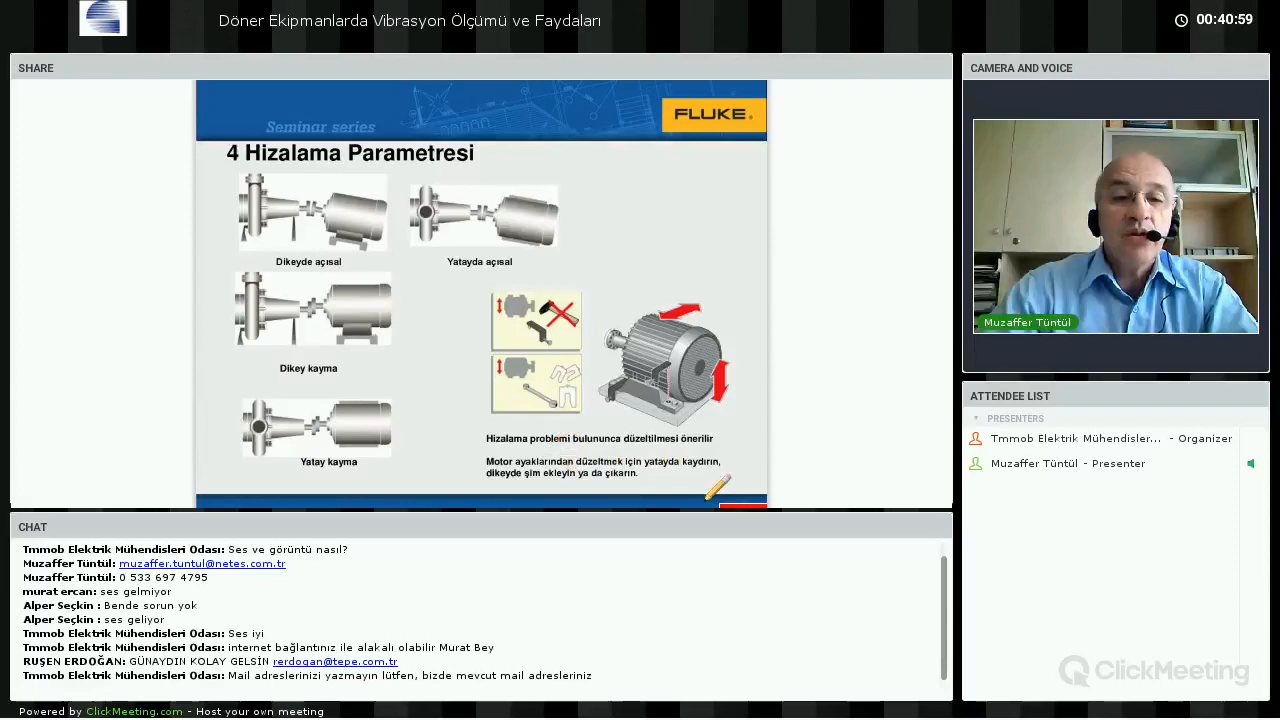 Döner Ekipmanlarda Vibrasyon Ölçümü ve Faydaları
00:40:59
SHARE
Seminar series
FLUKE®
4 Hizalama Parametresi
Dikeyde açısal
Yatayda açısal
Dikey kayma
Yatay kayma
Hizalama problemi bulununca düzeltilmesi önerilir
Motor ayaklarından düzeltmek için yatayda kaydırın,
dikeyde şim ekleyin ya da çıkarın.
CAMERA AND VOICE
Muzaffer Tüntül
ATTENDEE LIST
PRESENTERS
Tmmob Elektrik Mühendisler... - Organizer
Muzaffer Tüntül - Presenter
CHAT
Tmmob Elektrik Mühendisleri Odası: Ses ve görüntü nasıl?
Muzaffer Tüntül: muzaffer.tuntul@netes.com.tr
Muzaffer Tüntül: 0 533 697 4795
murat ercan: ses gelmiyor
Alper Seçkin : Bende sorun yok
Alper Seçkin : ses geliyor
Tmmob Elektrik Mühendisleri Odası: Ses iyi
Tmmob Elektrik Mühendisleri Odası: internet bağlantınız ile alakalı olabilir Murat Bey
RUŞEN ERDOĞAN: GÜNAYDIN KOLAY GELSİN rerdogan@tepe.com.tr
Tmmob Elektrik Mühendisleri Odası: Mail adreslerinizi yazmayın lütfen, bizde mevcut mail adresleriniz
ClickMeeting
Powered by ClickMeeting.com - Host your own meeting